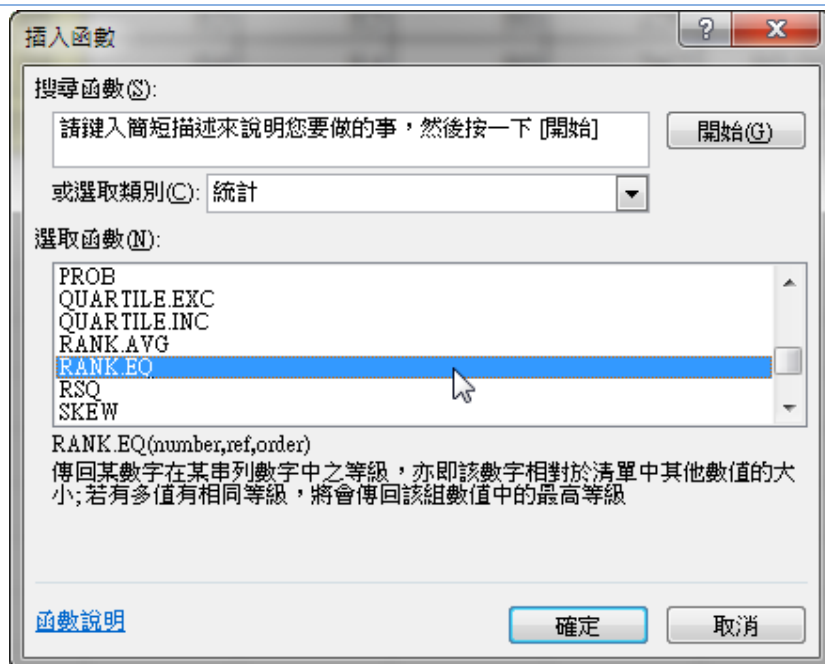 插入函數
搜尋函數(S):
請鍵入簡短描述來說明您要做的事，然後按一下 [開始]
開始(G)
或選取類別(C): 統計
選取函數(N):
PROB
QUARTILE.EXC
QUARTILE.INC
RANK.AVG
RANK.EQ
RSQ
SKEW
RANK.EQ(number,ref,order)
傳回某數字在某串列數字中之等級，亦即該數字相對於清單中其他數值的大
小;若有多值有相同等級，將會傳回該組數值中的最高等級
函數說明
確定
取消